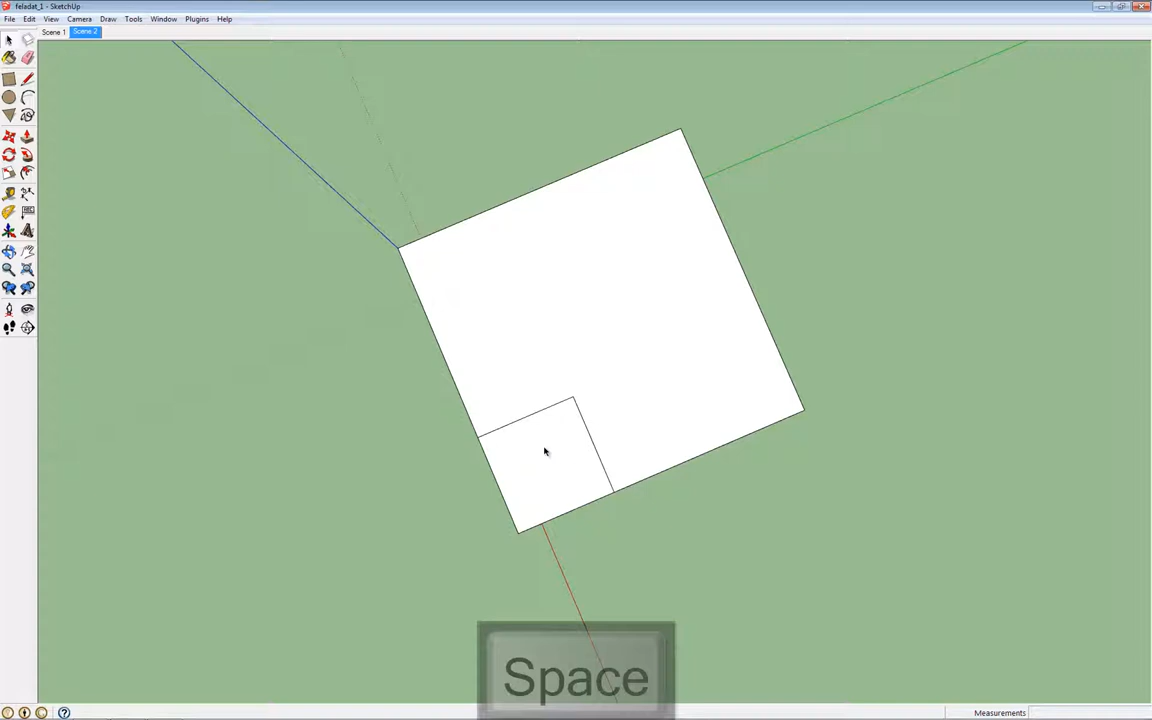 feladat_1 - SketchUp
File Edit View Camera Draw Tools Window Plugins Help
Scene 1 Scene 2
Space
Measurements